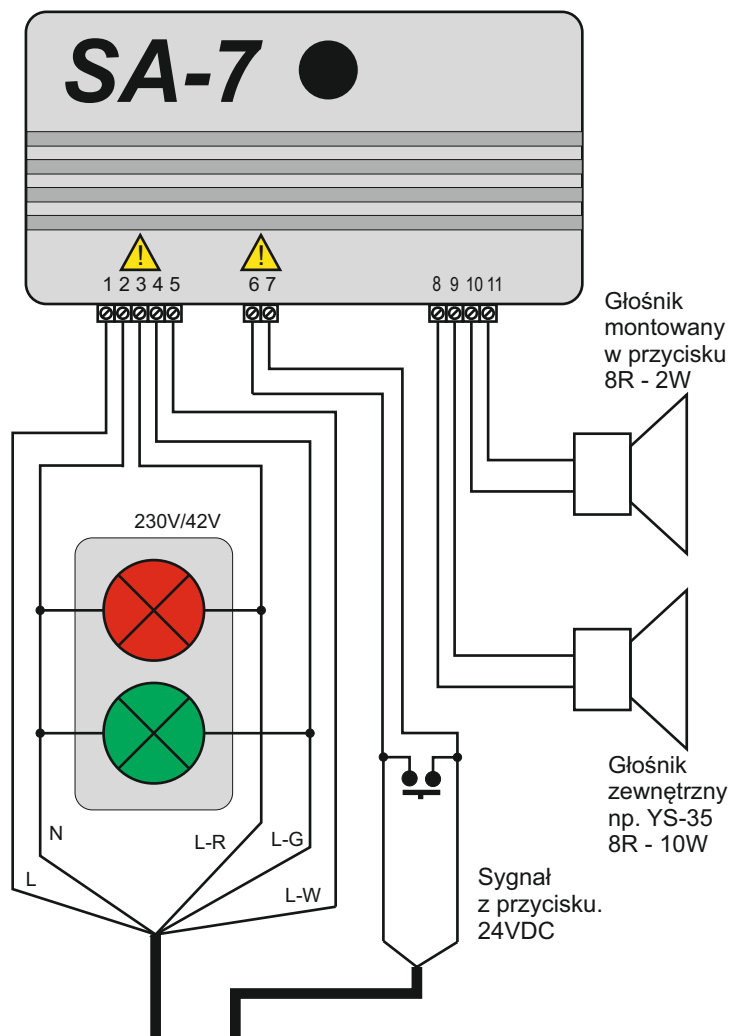 SA-7
! !
1 2 3 4 5 6 7 8 9 10 11
Głośnik
montowany
w przycisku
8R - 2W
230V/42V
Głośnik
zewnętrzny
np. YS-35
8R - 10W
N
L-R
L-G
L
L-W
Sygnał
z przycisku.
24VDC